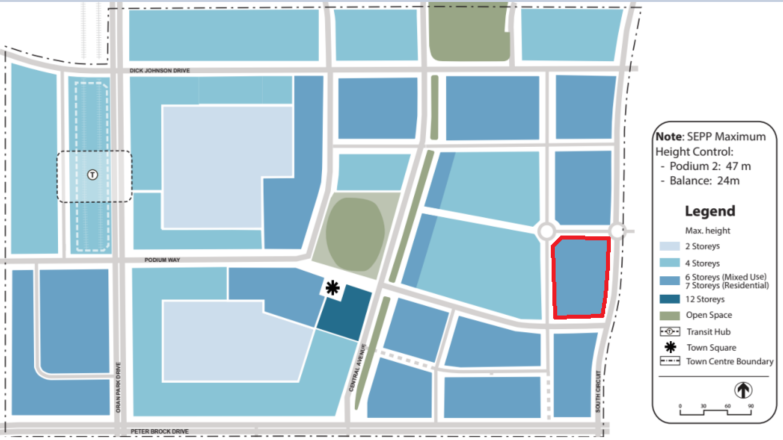 DICK JOHNSON DRIVE
T
PODIUM WAY
ORAN PARK DRIVE
CENTRAL AVENUE
SOUTH CIRCUIT
PETER BROCK DRIVE
Note: SEPP Maximum
Height Control:
- Podium 2: 47 m
- Balance: 24m
Legend
Max. height
2 Storeys
4 Storeys
6 Storeys (Mixed Use)
7 Storeys (Residential)
12 Storeys
Open Space
T Transit Hub
Town Square
Town Centre Boundary
0 30 60 90